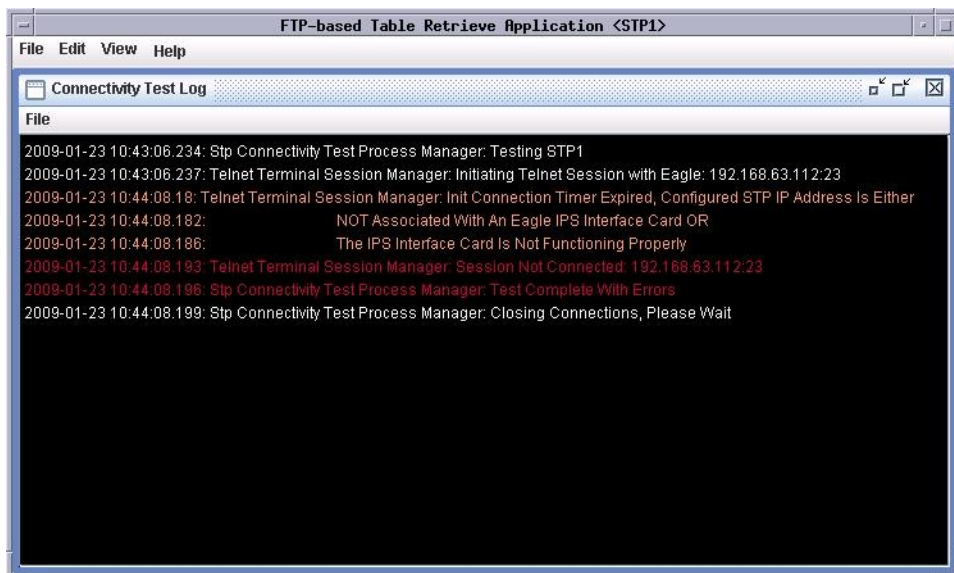 FTP-based Table Retrieve Application <STP1>
File Edit View Help
Connectivity Test Log
File
2009-01-23 10:43:06.234: Stp Connectivity Test Process Manager: Testing STP1
2009-01-23 10:43:06.237: Telnet Terminal Session Manager: Initiating Telnet Session with Eagle: 192.168.63.112:23
2009-01-23 10:44:08.18: Telnet Terminal Session Manager: Init Connection Timer Expired, Configured STP IP Address Is Either
2009-01-23 10:44:08.182: NOT Associated With An Eagle IPS Interface Card OR
2009-01-23 10:44:08.186: The IPS Interface Card Is Not Functioning Properly
2009-01-23 10:44:08.193: Telnet Terminal Session Manager: Session Not Connected: 192.168.63.112:23
2009-01-23 10:44:08.196: Stp Connectivity Test Process Manager: Test Complete With Errors
2009-01-23 10:44:08.199: Stp Connectivity Test Process Manager: Closing Connections, Please Wait